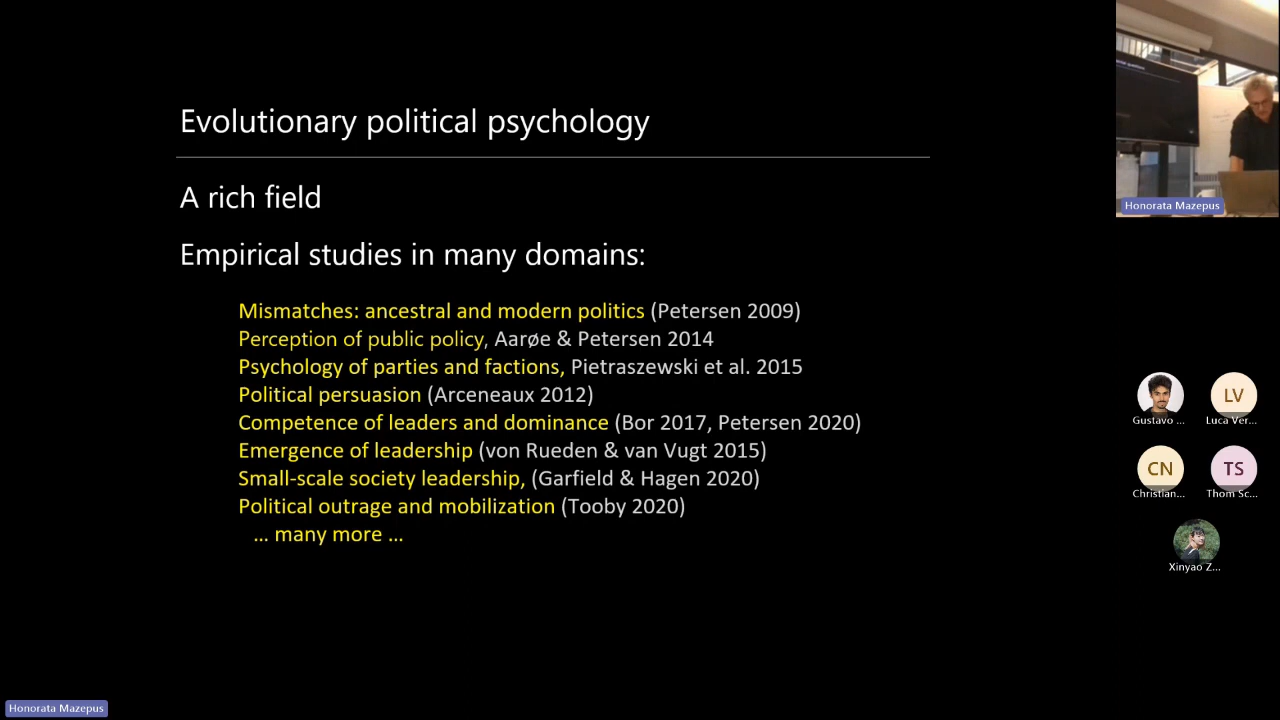 Evolutionary political psychology
A rich field
Empirical studies in many domains:
Mismatches: ancestral and modern politics (Petersen 2009)
Perception of public policy, Aarøe & Petersen 2014
Psychology of parties and factions, Pietraszewski et al. 2015
Political persuasion (Arceneaux 2012)
Competence of leaders and dominance (Bor 2017, Petersen 2020)
Emergence of leadership (von Rueden & van Vugt 2015)
Small-scale society leadership, (Garfield & Hagen 2020)
Political outrage and mobilization (Tooby 2020)
... many more ...
Honorata Mazepus
Gustavo ...
LV
Luca Ver...
CN
Christian...
TS
Thom Sc...
Xinyao Z...
Honorata Mazepus